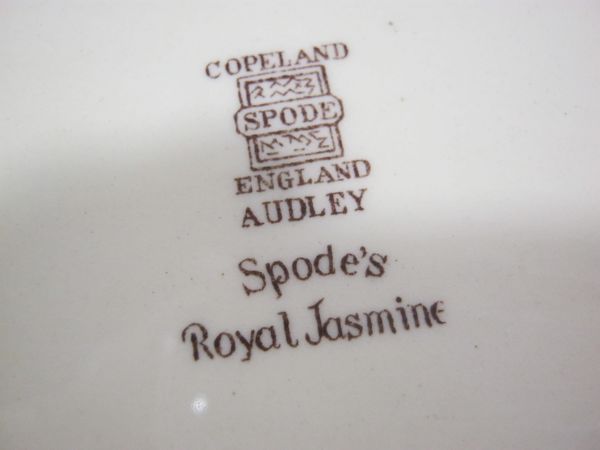 COPELAND
SPODE
ENGLAND
AUDLEY
Spode's
Royal Jasmine